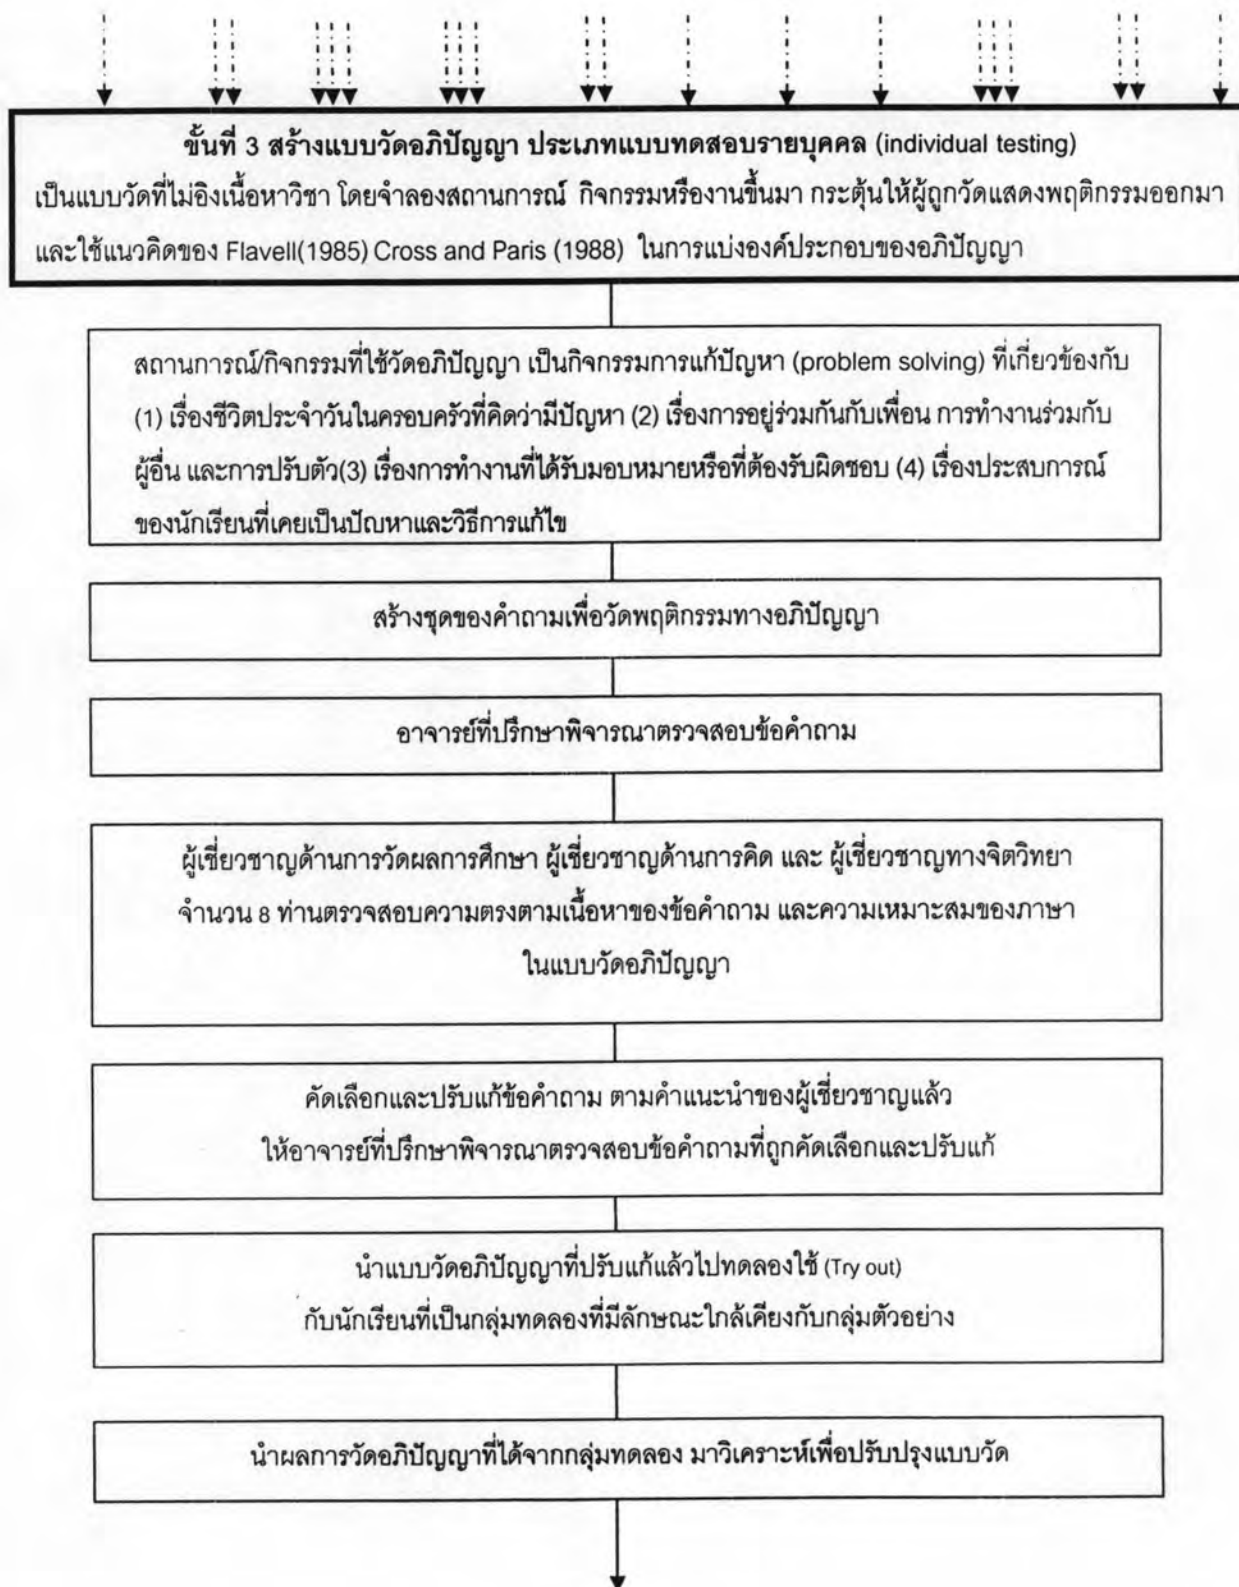 ขั้นที่ 3 สร้างแบบวัดอภิปัญญา ประเภทแบบทดสอบรายบุคคล (individual testing)
เป็นแบบวัดที่ไม่อิงเนื้อหาวิชา โดยจำลองสถานการณ์ กิจกรรมหรืองานขึ้นมา กระตุ้นให้ผู้ถูกวัดแสดงพฤติกรรมออกมา
และใช้แนวคิดของ Flavell(1985) Cross and Paris (1988) ในการแบ่งองค์ประกอบของอภิปัญญา
สถานการณ์/กิจกรรมที่ใช้วัดอภิปัญญา เป็นกิจกรรมการแก้ปัญหา (problem solving) ที่เกี่ยวข้องกับ
(1) เรื่องชีวิตประจำวันในครอบครัวที่คิดว่ามีปัญหา (2) เรื่องการอยู่ร่วมกันกับเพื่อน การทำงานร่วมกับ
ผู้อื่น และการปรับตัว(3) เรื่องการทำงานที่ได้รับมอบหมายหรือที่ต้องรับผิดชอบ (4) เรื่องประสบการณ์
ของนักเรียนที่เคยเป็นปัญหาและวิธีการแก้ไข
สร้างชุดของคำถามเพื่อวัดพฤติกรรมทางอภิปัญญา
อาจารย์ที่ปรึกษาพิจารณาตรวจสอบข้อคำถาม
ผู้เชี่ยวชาญด้านการวัดผลการศึกษา ผู้เชี่ยวชาญด้านการคิด และ ผู้เชี่ยวชาญทางจิตวิทยา
จำนวน 8 ท่านตรวจสอบความตรงตามเนื้อหาของข้อคำถาม และความเหมาะสมของภาษา
ในแบบวัดอภิปัญญา
คัดเลือกและปรับแก้ข้อคำถาม ตามคำแนะนำของผู้เชี่ยวชาญแล้ว
ให้อาจารย์ที่ปรึกษาพิจารณาตรวจสอบข้อคำถามที่ถูกคัดเลือกและปรับแก้
นำแบบวัดอภิปัญญาที่ปรับแก้แล้วไปทดลองใช้ (Try out)
กับนักเรียนที่เป็นกลุ่มทดลองที่มีลักษณะใกล้เคียงกับกลุ่มตัวอย่าง
นำผลการวัดอภิปัญญาที่ได้จากกลุ่มทดลอง มาวิเคราะห์เพื่อปรับปรุงแบบวัด